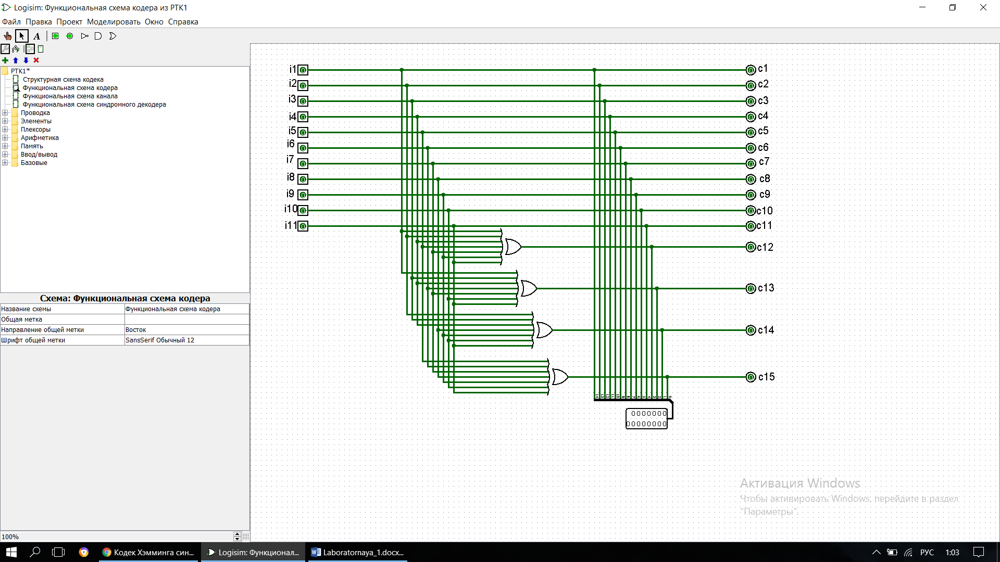 Logisim: Функциональная схема кодера из РТК1
Файл Правка Проект Моделировать Окно Справка
РТК1*
Структурная схема кодека
Функциональная схема кодера
Функциональная схема канала
Функциональная схема синдромного декодера
Проводка
Элементы
Плексоры
Арифметика
Память
Ввод/вывод
Базовые
Схема: Функциональная схема кодера
Название схемы Функциональная схема кодера
Общая метка
Направление общей метки Восток
Шрифт общей метки SansSerif Обычный 12
100%
i1 c1
i2 c2
i3 c3
i4 c4
i5 c5
i6 c6
i7 c7
i8 c8
i9 c9
i10 c10
i11 c11
c12
c13
c14
c15
0000000
00000000
Активация Windows
Чтобы активировать Windows, перейдите в раздел
"Параметры".
Кодек Хэмминга син...
Logisim: Функционал...
Laboratornaya_1.docx...
РУС
1:03